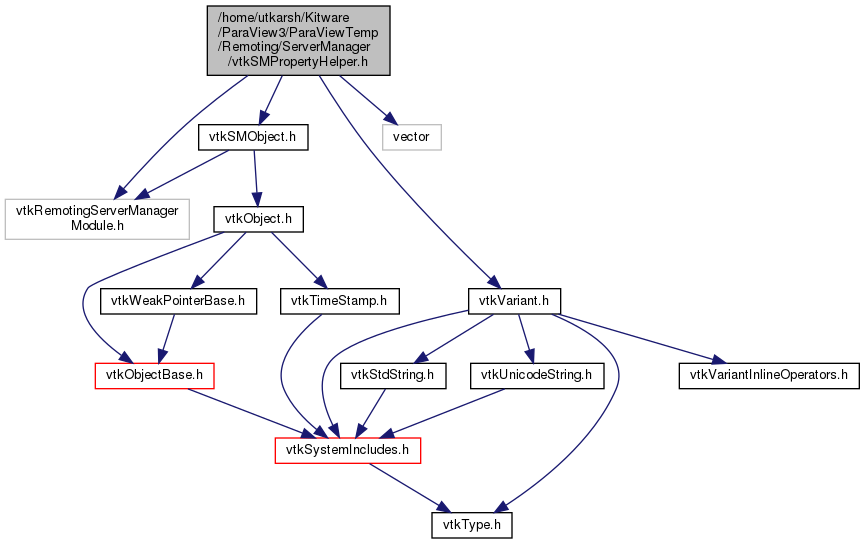 /home/utkarsh/Kitware
/ParaView3/ParaViewTemp
/Remoting/ServerManager
/vtkSMPropertyHelper.h
vtkSMObject.h
vector
vtkRemotingServerManager
Module.h
vtkObject.h
vtkWeakPointerBase.h
vtkTimeStamp.h
vtkVariant.h
vtkObjectBase.h
vtkStdString.h
vtkUnicodeString.h
vtkVariantInlineOperators.h
vtkSystemIncludes.h
vtkType.h